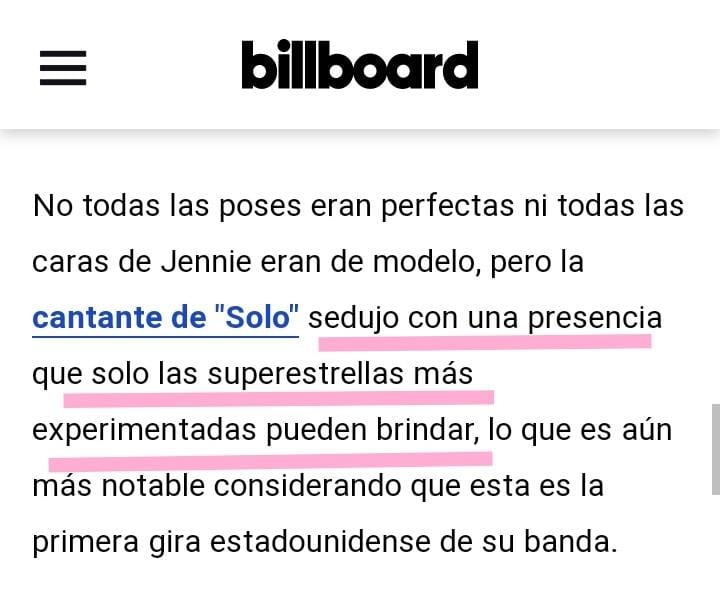 billboard
No todas las poses eran perfectas ni todas las
caras de Jennie eran de modelo, pero la
cantante de "Solo" sedujo con una presencia
que solo las superestrellas más
experimentadas pueden brindar, lo que es aún
más notable considerando que esta es la
primera gira estadounidense de su banda.